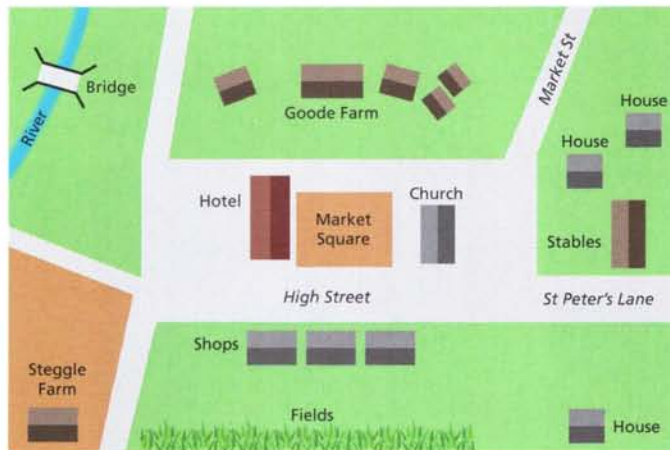 Bridge
River
Goode Farm
Market St
House
House
Hotel
Market
Square
Church
Stables
High Street
St Peter's Lane
Shops
Steggle
Farm
Fields
House